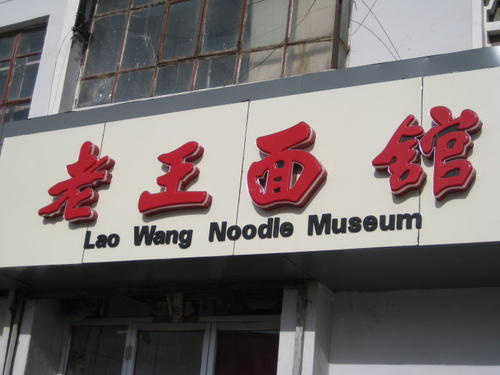 老王面馆
Lao Wang Noodle Museum